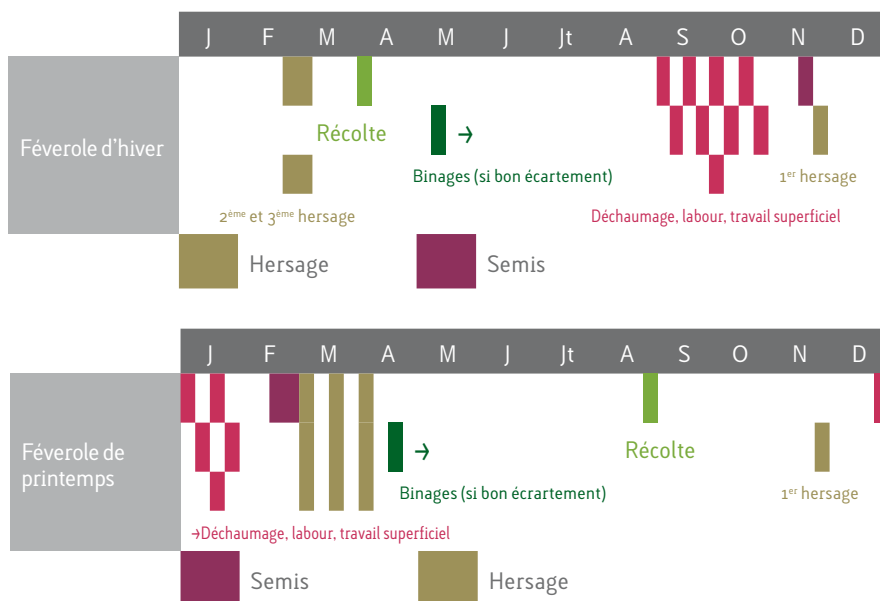 J F M A M J Jt A S O N D
Féverole d'hiver
Récolte
Binages (si bon écartement)
1er hersage
2ème et 3ème hersage
Déchaumage, labour, travail superficiel
Hersage
Semis
J F M A M J Jt A S O N D
Féverole de
printemps
→
Récolte
Binages (si bon écrartement)
1er hersage
→Déchaumage, labour, travail superficiel
Semis
Hersage